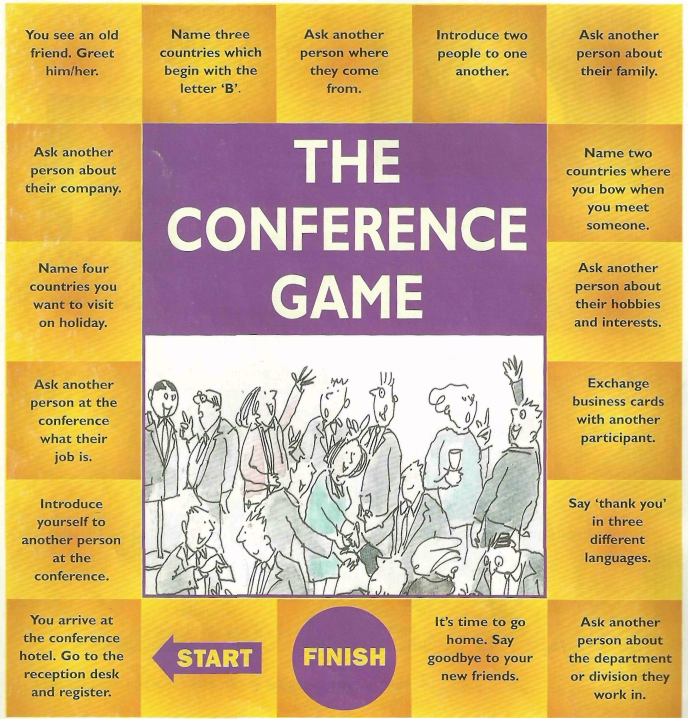 You see an old
friend. Greet
him/her.
Name three
countries which
begin with the
letter ‘B’.
Ask another
person where
they come
from.
Introduce two
people to one
another.
Ask another
person about
their family.
Ask another
person about
their company.
THE
CONFERENCE
GAME
Name two
countries where
you bow when
you meet
someone.
Name four
countries you
want to visit
on holiday.
Ask another
person about
their hobbies
and interests.
Ask another
person at the
conference
what their
job is.
Exchange
business cards
with another
participant.
Introduce
yourself to
another person
at the
conference.
Say ‘thank you’
in three
different
languages.
You arrive at
the conference
hotel. Go to the
reception desk
and register.
START
FINISH
It’s time to go
home. Say
goodbye to your
new friends.
Ask another
person about
the department
or division they
work in.